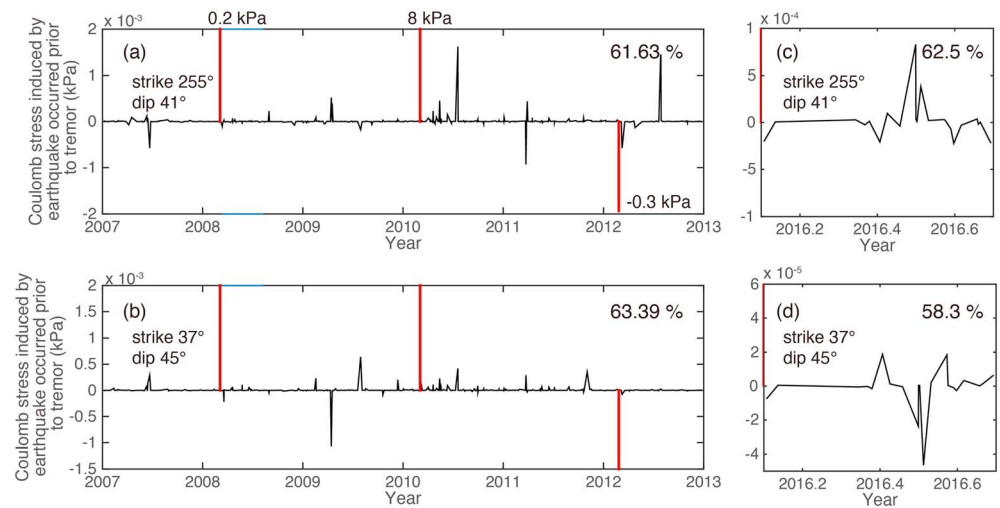 0.2 kPa
8 kPa
x 10⁻³
(a)
61.63 %
strike 255°
dip 41°
-0.3 kPa
2
1
0
-1
-2
2007
2008
2009
2010
2011
2012
2013
Year
Coulomb stress induced by
earthquake occurred prior
to tremor (kPa)
x 10⁻⁴
(c)
62.5 %
strike 255°
dip 41°
1
0.5
0
-0.5
-1
2016.2
2016.4
2016.6
Year
x 10⁻³
(b)
63.39 %
strike 37°
dip 45°
2
1.5
1
0.5
0
-0.5
-1
-1.5
2007
2008
2009
2010
2011
2012
2013
Year
Coulomb stress induced by
earthquake occurred prior
to tremor (kPa)
x 10⁻⁵
(d)
58.3 %
strike 37°
dip 45°
6
4
2
0
-2
-4
2016.2
2016.4
2016.6
Year